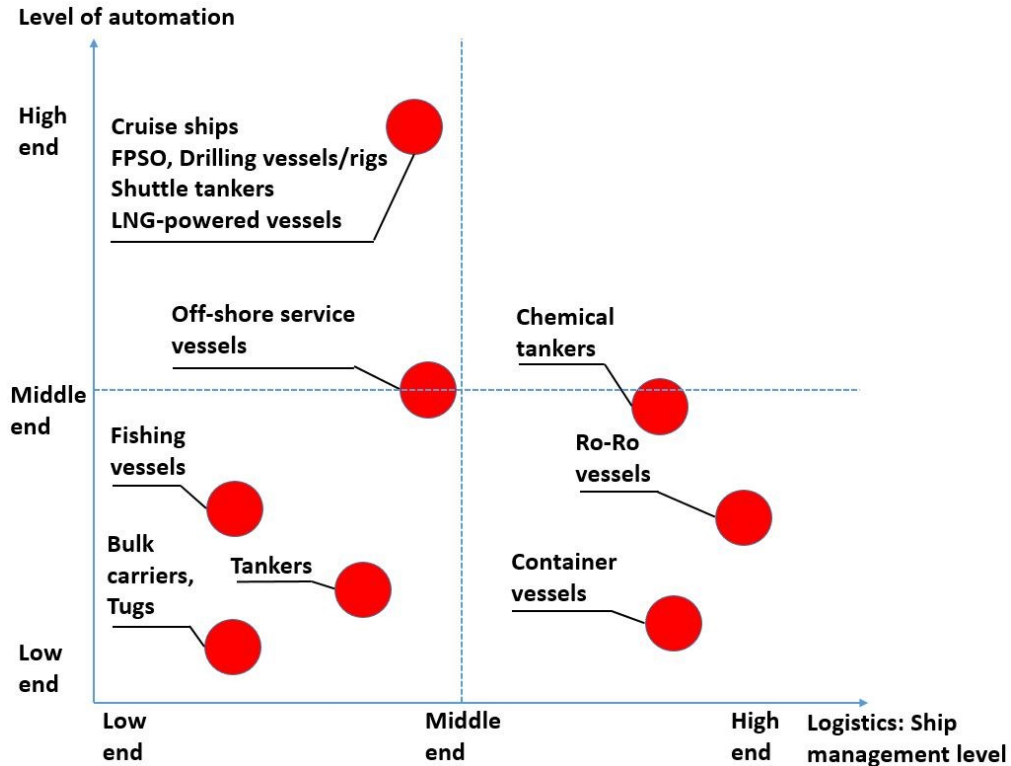 Level of automation
High
end
Cruise ships
FPSO, Drilling vessels/rigs
Shuttle tankers
LNG-powered vessels
Off-shore service
vessels
Chemical
tankers
Middle
end
Fishing
vessels
Ro-Ro
vessels
Bulk
carriers,
Tugs
Tankers
Container
vessels
Low
end
Low
end
Middle
end
High
end
Logistics: Ship
management level